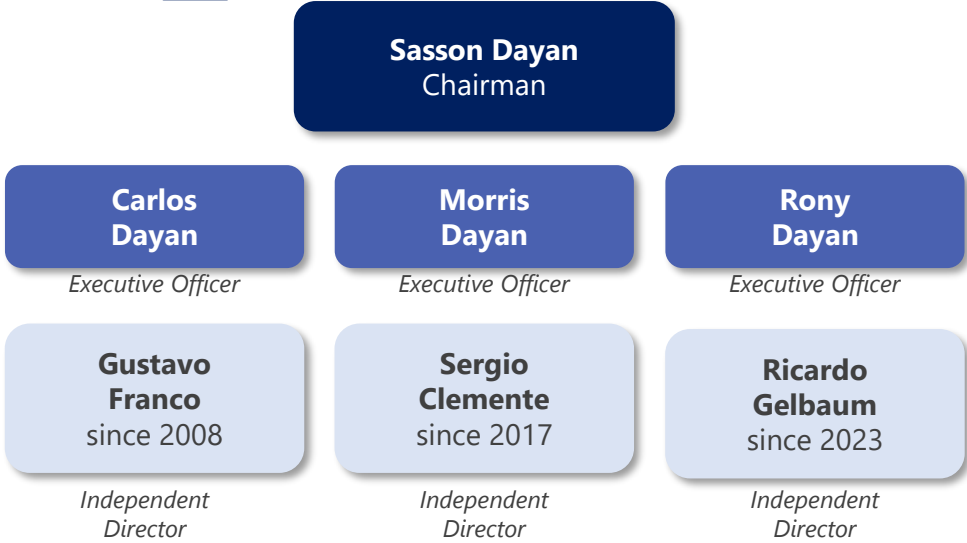 Sasson Dayan
Chairman
Carlos
Dayan
Executive Officer
Morris
Dayan
Executive Officer
Rony
Dayan
Executive Officer
Gustavo
Franco
since 2008
Independent
Director
Sergio
Clemente
since 2017
Independent
Director
Ricardo
Gelbaum
since 2023
Independent
Director